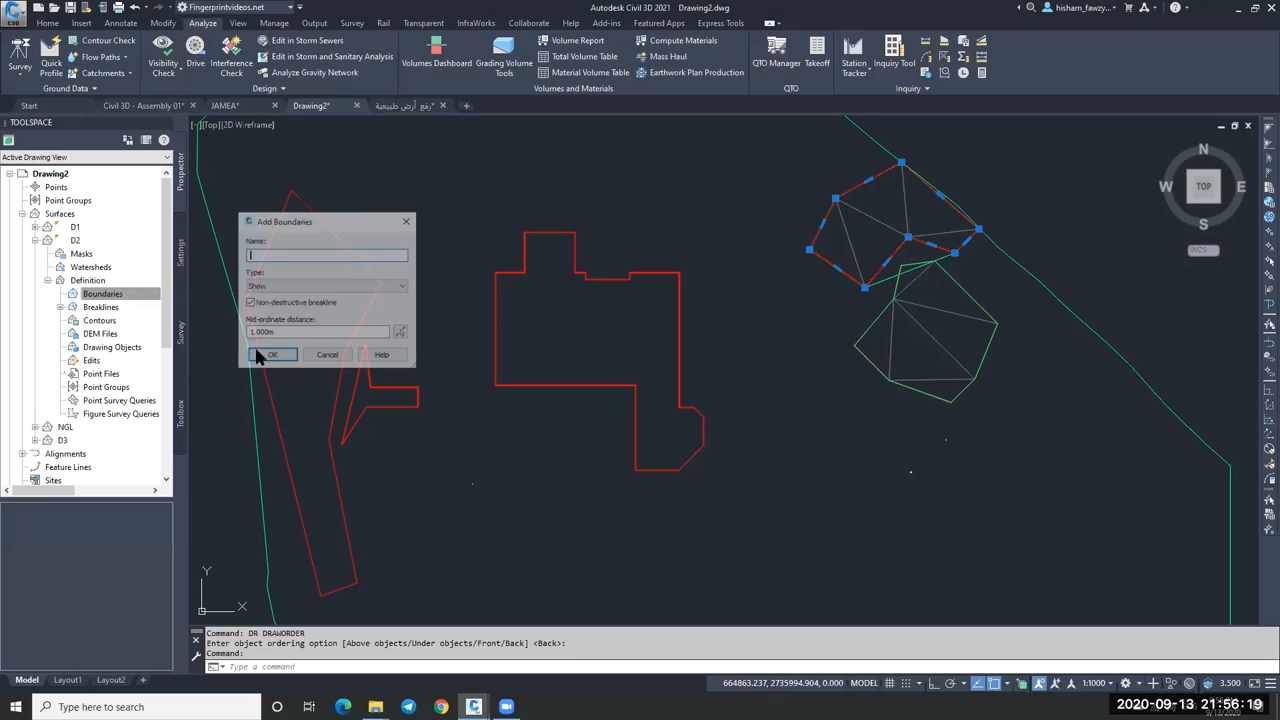 Fingerprintvideos.net
Autodesk Civil 3D 2021 Drawing2.dwg
hisham_fawzy...
Home Insert Annotate Modify Analyze View Manage Output Survey Rail Transparent InfraWorks Collaborate Help Add-ins Featured Apps Express Tools
Contour Check
Edit in Storm Sewers
Volume Report
Compute Materials
Flow Paths
Edit in Storm and Sanitary Analysis
Total Volume Table
Mass Haul
Catchments
Analyze Gravity Network
Material Volume Table
Earthwork Plan Production
Survey
Quick Profile
Visibility Check
Drive
Interference Check
Volumes Dashboard
Grading Volume Tools
QTO Manager
Takeoff
Station Tracker
Inquiry Tool
Ground Data
Design
Volumes and Materials
QTO
Inquiry
Start
Civil 3D - Assembly 01*
JAMEA*
Drawing2*
رفع أرض طبيعية*
TOOLSPACE
[−][Top][2D Wireframe]
Active Drawing View
Drawing2
Points
Point Groups
Surfaces
D1
D2
Masks
Watersheds
Definition
Boundaries
Breaklines
Contours
DEM Files
Drawing Objects
Edits
Point Files
Point Groups
Point Survey Queries
Figure Survey Queries
NGL
D3
Alignments
Feature Lines
Sites
Prospector
Settings
Survey
Toolbox
Add Boundaries
Name:
Type:
Show
Non-destructive breakline
Mid-ordinate distance:
1.000m
OK
Cancel
Help
N
W TOP E
S
WCS
Y
X
Command: DR DRAWORDER
Enter object ordering option [Above objects/Under objects/Front/Back] <Back>:
Command:
Type a command
Model
Layout1
Layout2
664863.237, 2735994.904, 0.000
MODEL
1:1000
3.500
Type here to search
2020-09-13 21:56:19